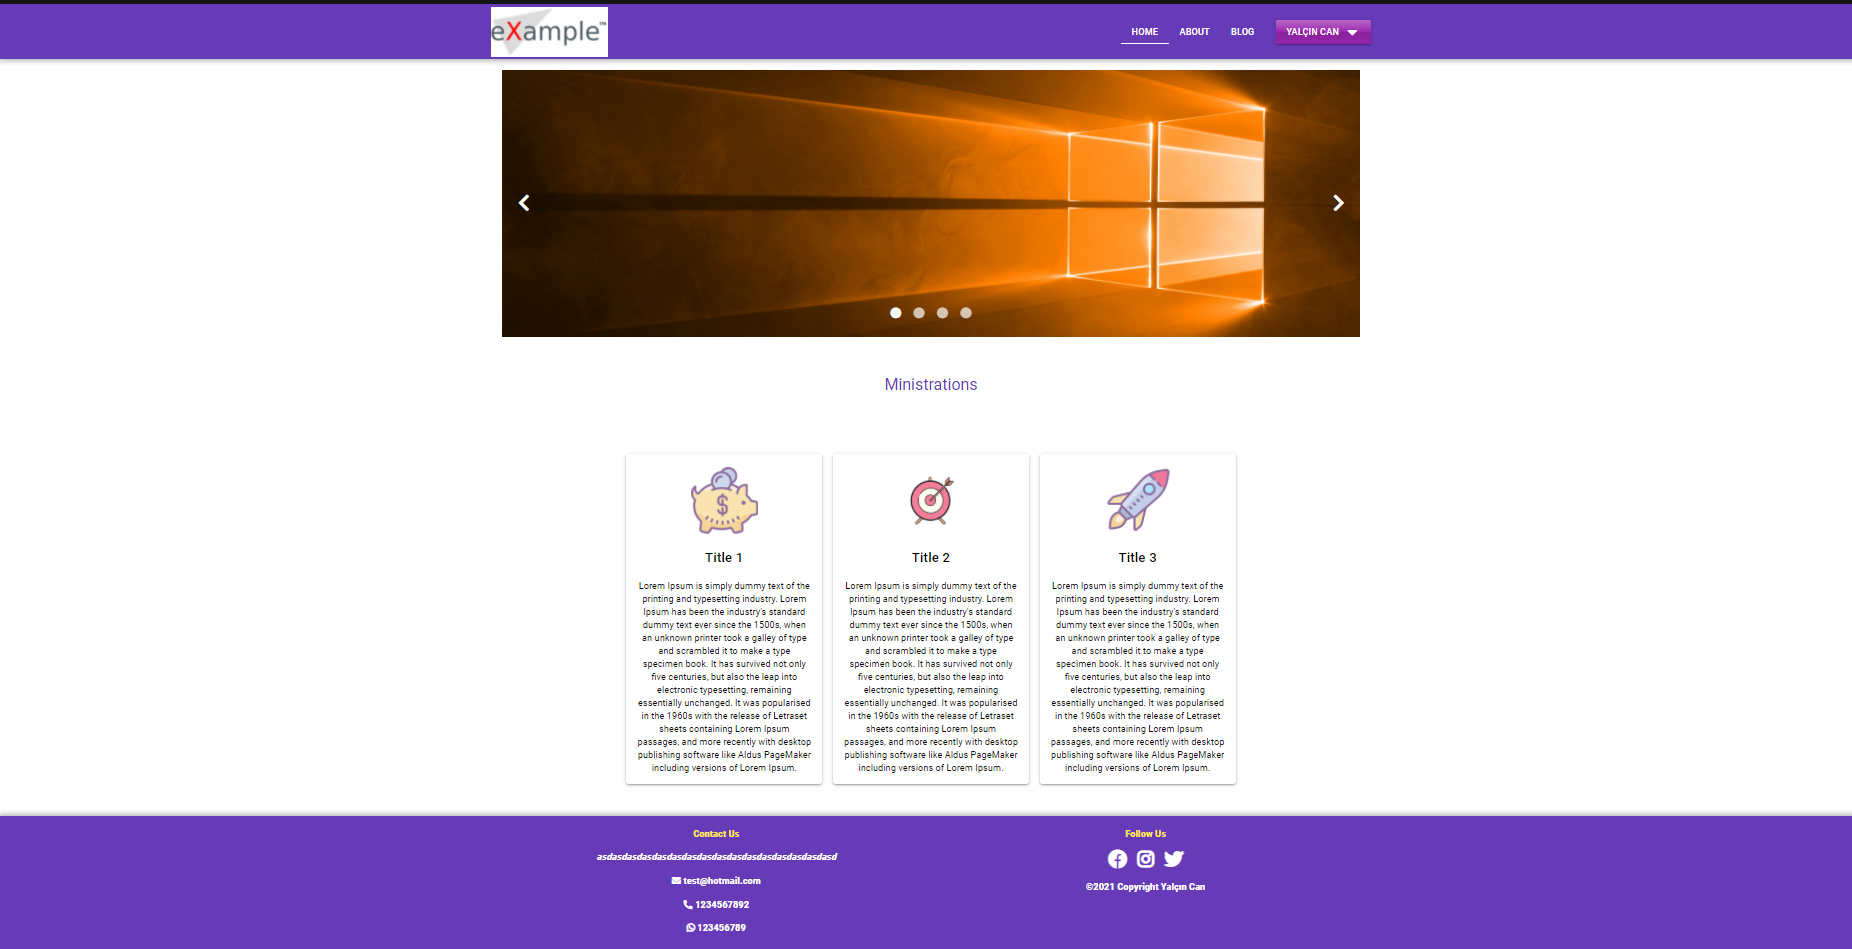 eXample™
HOME ABOUT BLOG YALÇIN CAN
Ministrations
$
Title 1
Lorem Ipsum is simply dummy text of the
printing and typesetting industry. Lorem
Ipsum has been the industry's standard
dummy text ever since the 1500s, when
an unknown printer took a galley of type
and scrambled it to make a type
specimen book. It has survived not only
five centuries, but also the leap into
electronic typesetting, remaining
essentially unchanged. It was popularised
in the 1960s with the release of Letraset
sheets containing Lorem Ipsum
passages, and more recently with desktop
publishing software like Aldus PageMaker
including versions of Lorem Ipsum.
Title 2
Lorem Ipsum is simply dummy text of the
printing and typesetting industry. Lorem
Ipsum has been the industry's standard
dummy text ever since the 1500s, when
an unknown printer took a galley of type
and scrambled it to make a type
specimen book. It has survived not only
five centuries, but also the leap into
electronic typesetting, remaining
essentially unchanged. It was popularised
in the 1960s with the release of Letraset
sheets containing Lorem Ipsum
passages, and more recently with desktop
publishing software like Aldus PageMaker
including versions of Lorem Ipsum.
Title 3
Lorem Ipsum is simply dummy text of the
printing and typesetting industry. Lorem
Ipsum has been the industry's standard
dummy text ever since the 1500s, when
an unknown printer took a galley of type
and scrambled it to make a type
specimen book. It has survived not only
five centuries, but also the leap into
electronic typesetting, remaining
essentially unchanged. It was popularised
in the 1960s with the release of Letraset
sheets containing Lorem Ipsum
passages, and more recently with desktop
publishing software like Aldus PageMaker
including versions of Lorem Ipsum.
Contact Us
asdasdasdasdasdasdasdasdasdasdasdasdasdasdasdasd
test@hotmail.com
1234567892
123456789
Follow Us
©2021 Copyright Yalçın Can